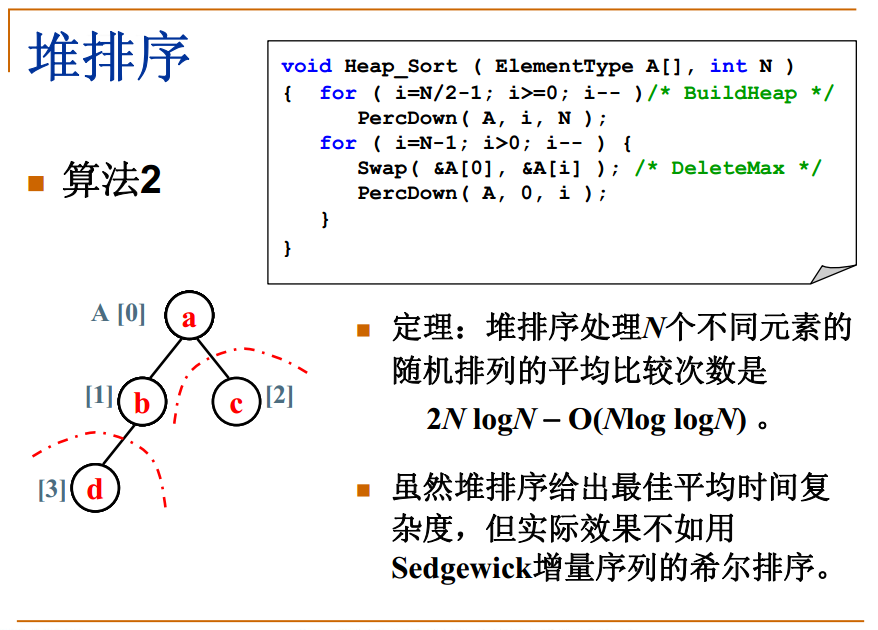 堆排序
算法2
void Heap_Sort ( ElementType A[], int N )
{ for ( i=N/2-1; i>=0; i-- )/* BuildHeap */
PercDown( A, i, N );
for ( i=N-1; i>0; i-- ) {
Swap( &A[0], &A[i] ); /* DeleteMax */
PercDown( A, 0, i );
}
}
A [0] a
[1] b c [2]
[3] d
定理：堆排序处理N个不同元素的
随机排列的平均比较次数是
2N logN – O(Nlog logN) 。
虽然堆排序给出最佳平均时间复
杂度，但实际效果不如用
Sedgewick增量序列的希尔排序。